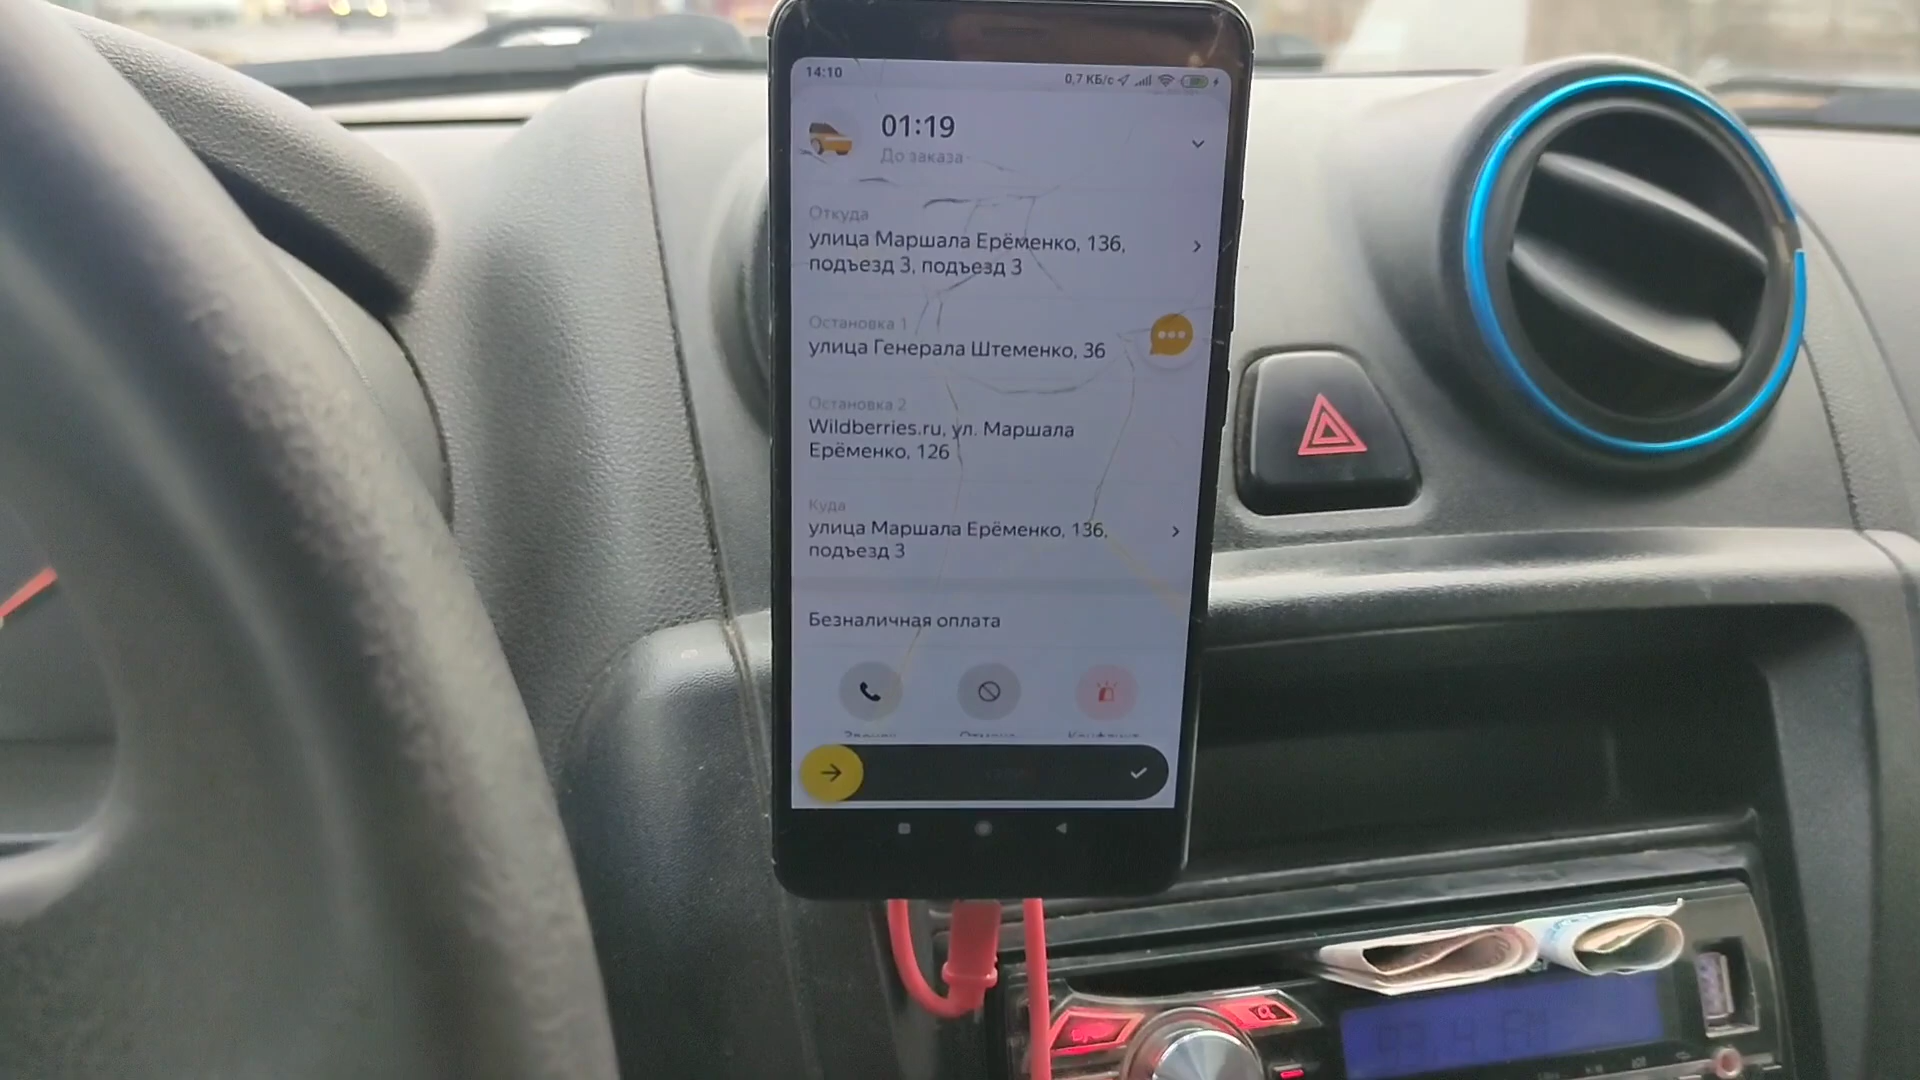 14:10
0,7 КБ/с
01:19
До заказа
Откуда
улица Маршала Ерёменко, 136,
подъезд 3, подъезд 3
Остановка 1
улица Генерала Штеменко, 36
Остановка 2
Wildberries.ru, ул. Маршала
Ерёменко, 126
Куда
улица Маршала Ерёменко, 136,
подъезд 3
Безналичная оплата